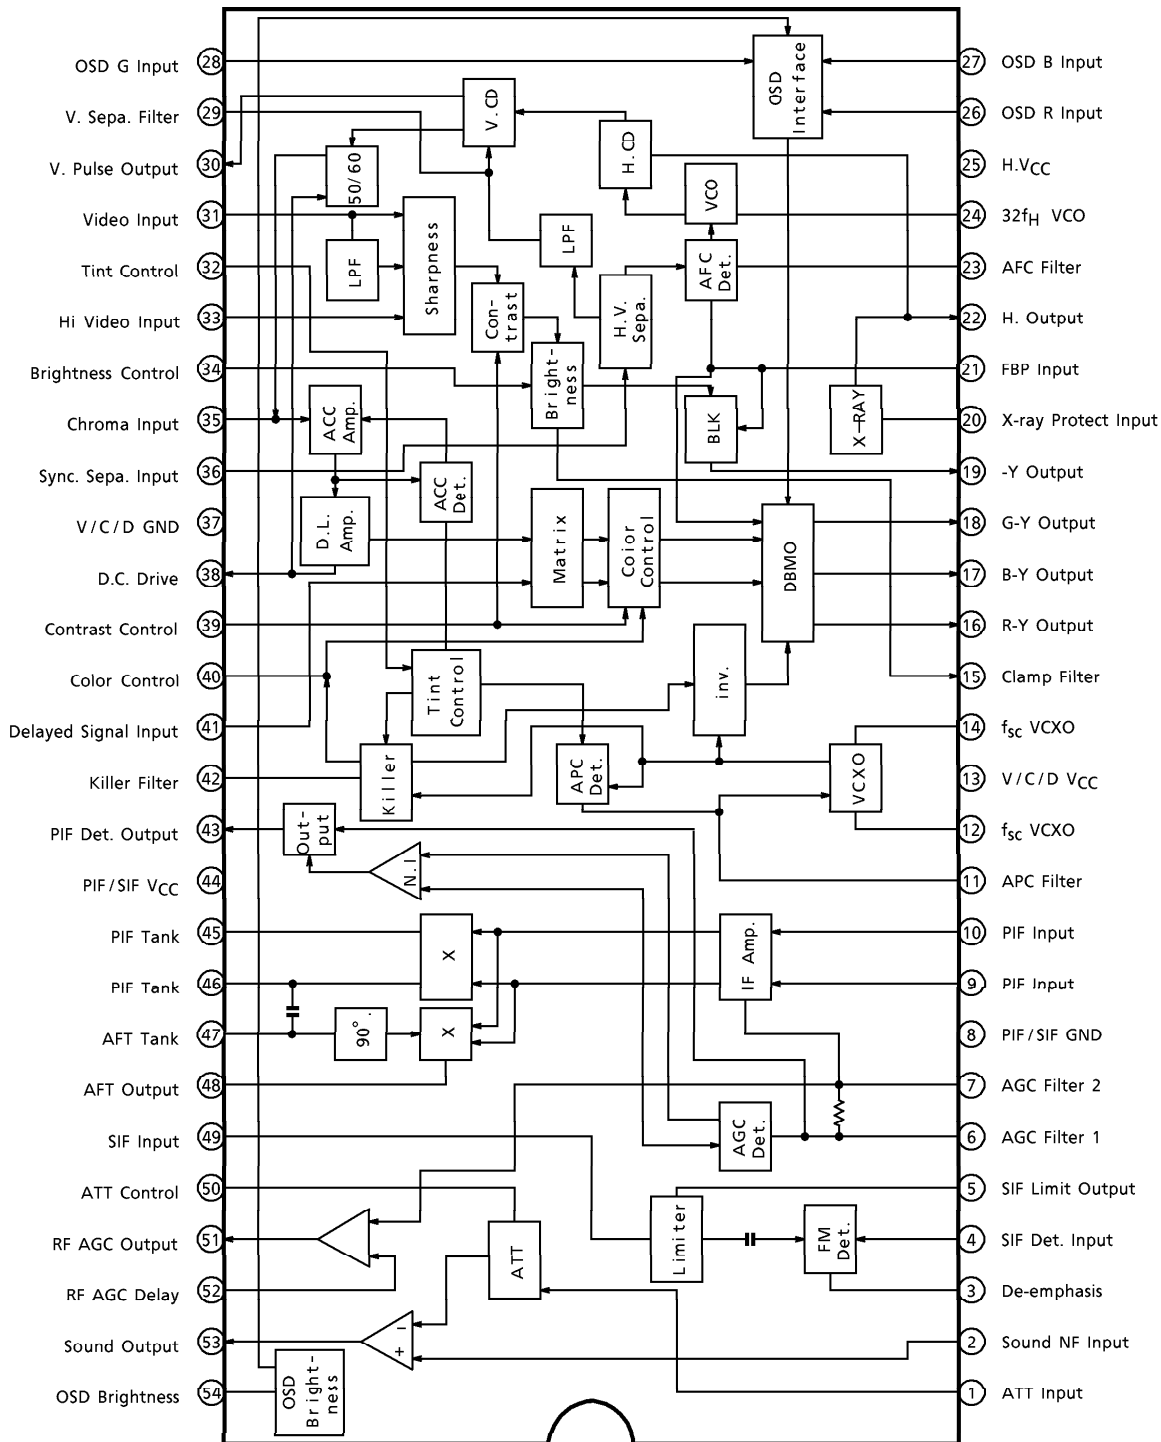 OSD G Input 28
V. Sepa. Filter 29
V. Pulse Output 30
Video Input 31
Tint Control 32
Hi Video Input 33
Brightness Control 34
Chroma Input 35
Sync. Sepa. Input 36
V/C/D GND 37
D.C. Drive 38
Contrast Control 39
Color Control 40
Delayed Signal Input 41
Killer Filter 42
PIF Det. Output 43
PIF/SIF VCC 44
PIF Tank 45
PIF Tank 46
AFT Tank 47
AFT Output 48
SIF Input 49
ATT Control 50
RF AGC Output 51
RF AGC Delay 52
Sound Output 53
OSD Brightness 54
OSD
Interface
V.CD
H.CD
50/60
VCO
LPF
Sharpness
LPF
AFC
Det.
Con-
trast
H.V.
Sepa.
Bright-
ness
X-RAY
ACC
Amp.
BLK
ACC
Det.
D.L.
Amp.
Matrix
Coior
Control
DBMO
Tint
Control
inv.
Killer
APC
Det.
VCXO
Out-
put
N.I
X
IF Amp.
90°.
X
AGC
Det.
ATT
Limiter
FM
Det.
+ –
OSD
Bright-
ness
27 OSD B Input
26 OSD R Input
25 H.VCC
24 32fH VCO
23 AFC Filter
22 H. Output
21 FBP Input
20 X-ray Protect Input
19 -Y Output
18 G-Y Output
17 B-Y Output
16 R-Y Output
15 Clamp Filter
14 fsc VCXO
13 V/C/D VCC
12 fsc VCXO
11 APC Filter
10 PIF Input
9 PIF Input
8 PIF/SIF GND
7 AGC Filter 2
6 AGC Filter 1
5 SIF Limit Output
4 SIF Det. Input
3 De-emphasis
2 Sound NF Input
1 ATT Input